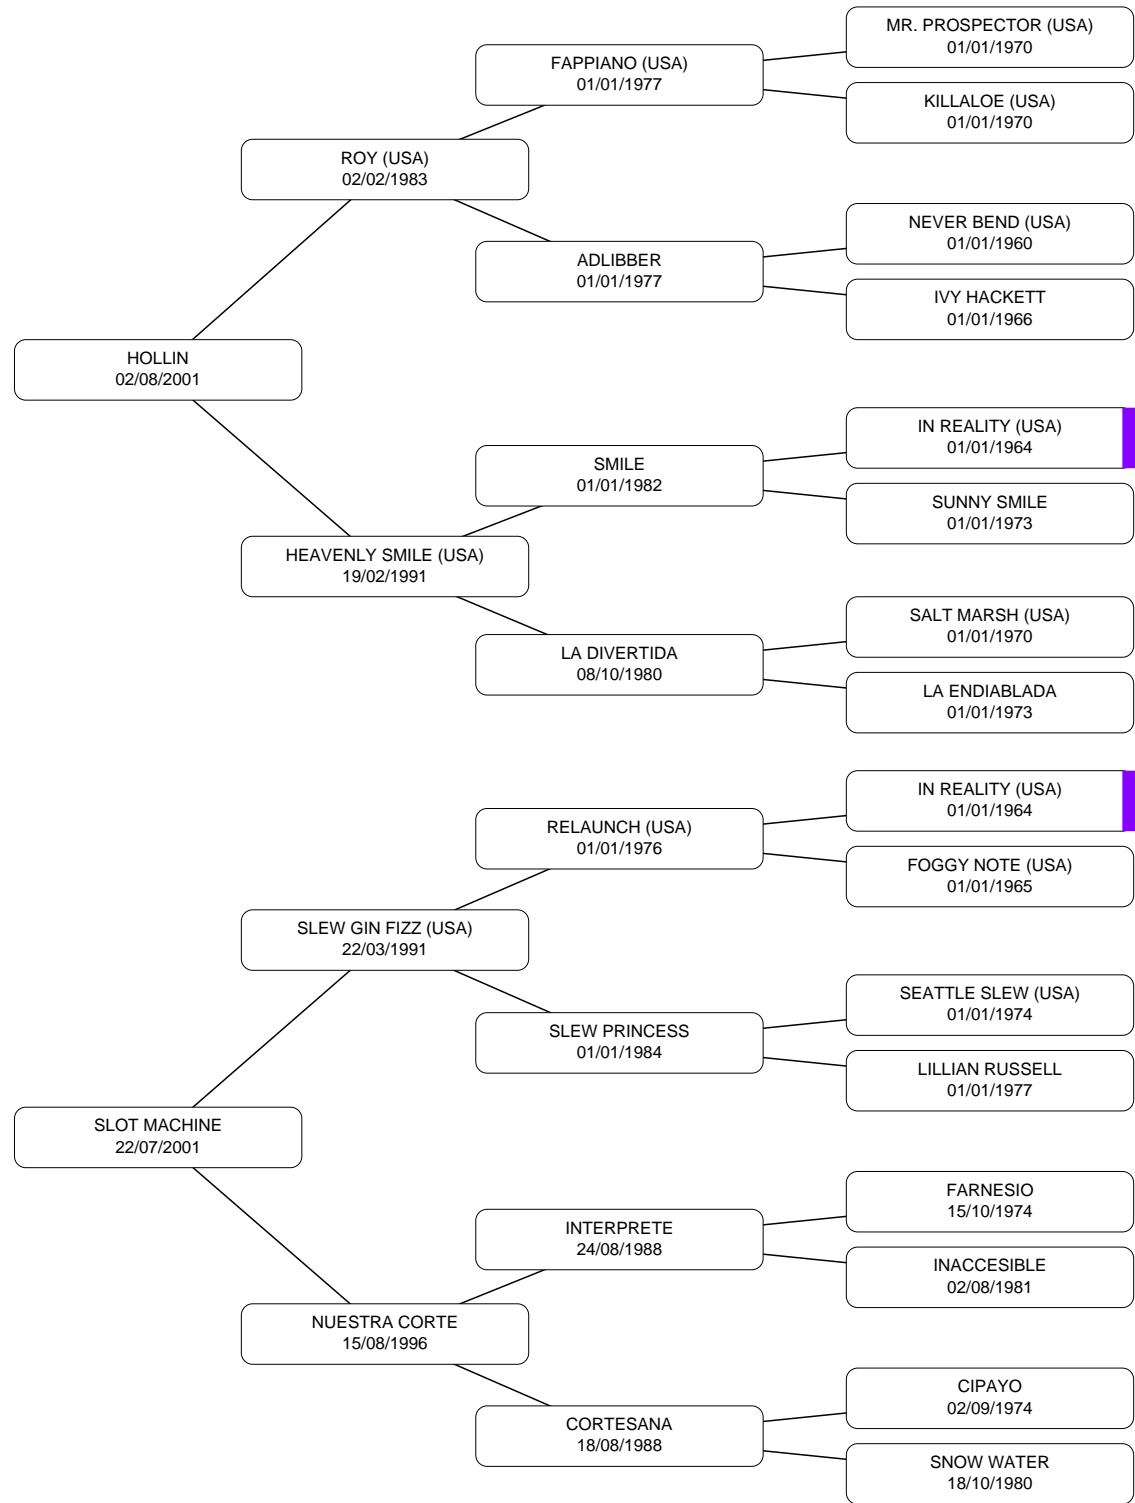 MR. PROSPECTOR (USA)
01/01/1970
FAPPIANO (USA)
01/01/1977
KILLALOE (USA)
01/01/1970
ROY (USA)
02/02/1983
NEVER BEND (USA)
01/01/1960
ADLIBBER
01/01/1977
IVY HACKETT
01/01/1966
HOLLIN
02/08/2001
IN REALITY (USA)
01/01/1964
SMILE
01/01/1982
SUNNY SMILE
01/01/1973
HEAVENLY SMILE (USA)
19/02/1991
SALT MARSH (USA)
01/01/1970
LA DIVERTIDA
08/10/1980
LA ENDIABLADA
01/01/1973
IN REALITY (USA)
01/01/1964
RELAUNCH (USA)
01/01/1976
FOGGY NOTE (USA)
01/01/1965
SLEW GIN FIZZ (USA)
22/03/1991
SEATTLE SLEW (USA)
01/01/1974
SLEW PRINCESS
01/01/1984
LILLIAN RUSSELL
01/01/1977
SLOT MACHINE
22/07/2001
FARNESIO
15/10/1974
INTERPRETE
24/08/1988
INACCESIBLE
02/08/1981
NUESTRA CORTE
15/08/1996
CIPAYO
02/09/1974
CORTESANA
18/08/1988
SNOW WATER
18/10/1980